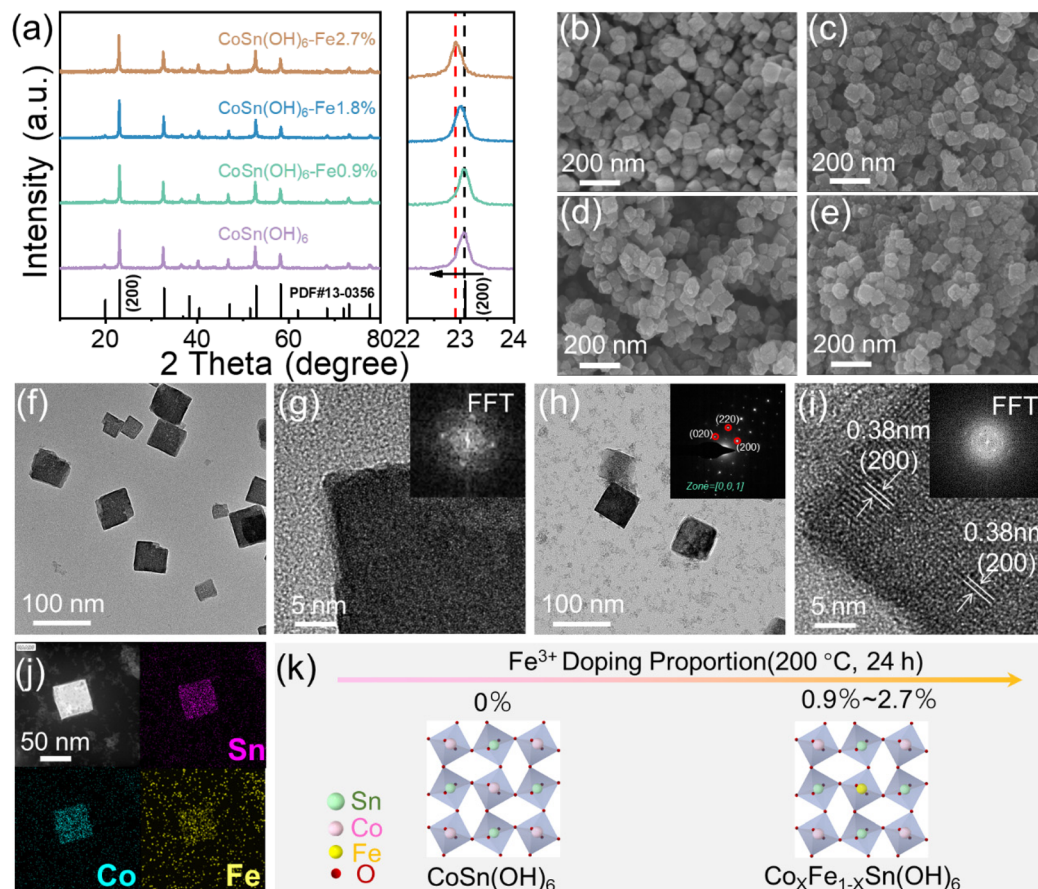 (a)
CoSn(OH)₆-Fe2.7%
CoSn(OH)₆-Fe1.8%
CoSn(OH)₆-Fe0.9%
CoSn(OH)₆
(200)
PDF#13-0356
(200)
Intensity (a.u.)
20 40 60 80 22 23 24
2 Theta (degree)
(b)
200 nm
(c)
200 nm
(d)
200 nm
(e)
200 nm
(f)
100 nm
(g)
FFT
5 nm
(h)
(220)
(020)
(200)
Zone=[0,0,1]
100 nm
(i)
FFT
0.38nm
(200)
0.38nm
(200)
5 nm
(j)
50 nm
Sn
Co
Fe
(k)
Fe³⁺ Doping Proportion(200 °C, 24 h)
0%
0.9%~2.7%
Sn
Co
Fe
O
CoSn(OH)₆
CoₓFe₁₋ₓSn(OH)₆